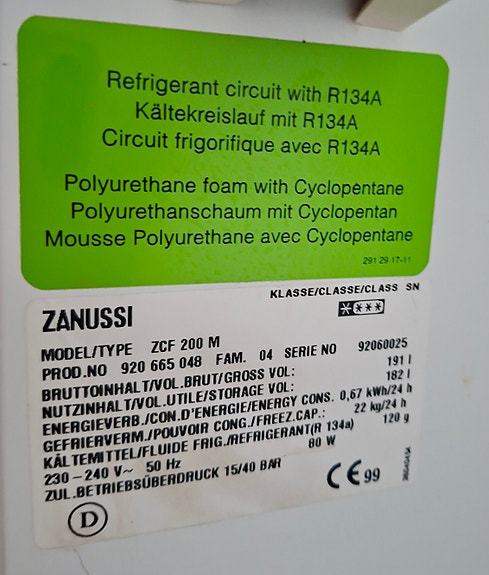 Refrigerant circuit with R134A
Kältekreislauf mit R134A
Circuit frigorifique avec R134A
Polyurethane foam with Cyclopentane
Polyurethanschaum mit Cyclopentan
Mousse Polyurethane avec Cyclopentane
291 29 17-11
KLASSE/CLASSE/CLASS SN
ZANUSSI
MODEL/TYPE ZCF 200 M
PROD.NO 920 665 048 FAM. 04 SERIE NO 92060025
BRUTTOINHALT/VOL.BRUT/GROSS VOL: 191 l
NUTZINHALT/VOL.UTILE/STORAGE VOL: 182 l
ENERGIEVERB./CON.D'ENERGIE/ENERGY CONS. 0,67 kWh/24 h
GEFRIERVERM./POUVOIR CONG./FREEZ.CAP.: 22 kg/24 h
KÄLTEMITTEL/FLUIDE FRIG./REFRIGERANT(R 134a) 120 g
230-240 V~ 50 Hz 80 W
ZUL.BETRIEBSÜBERDRUCK 15/40 BAR
CE 99
D